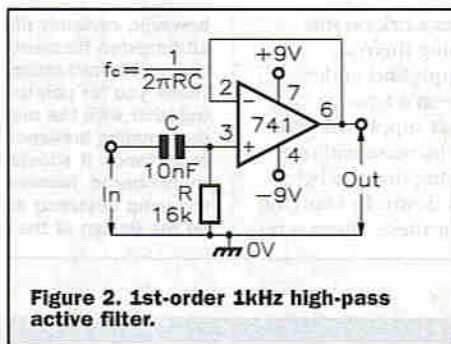 fc= 1
2πRC
+9V
2
7
6
741
C
3
10nF
4
-9V
In
R
16k
Out
0V
Figure 2. 1st-order 1kHz high-pass
active filter.